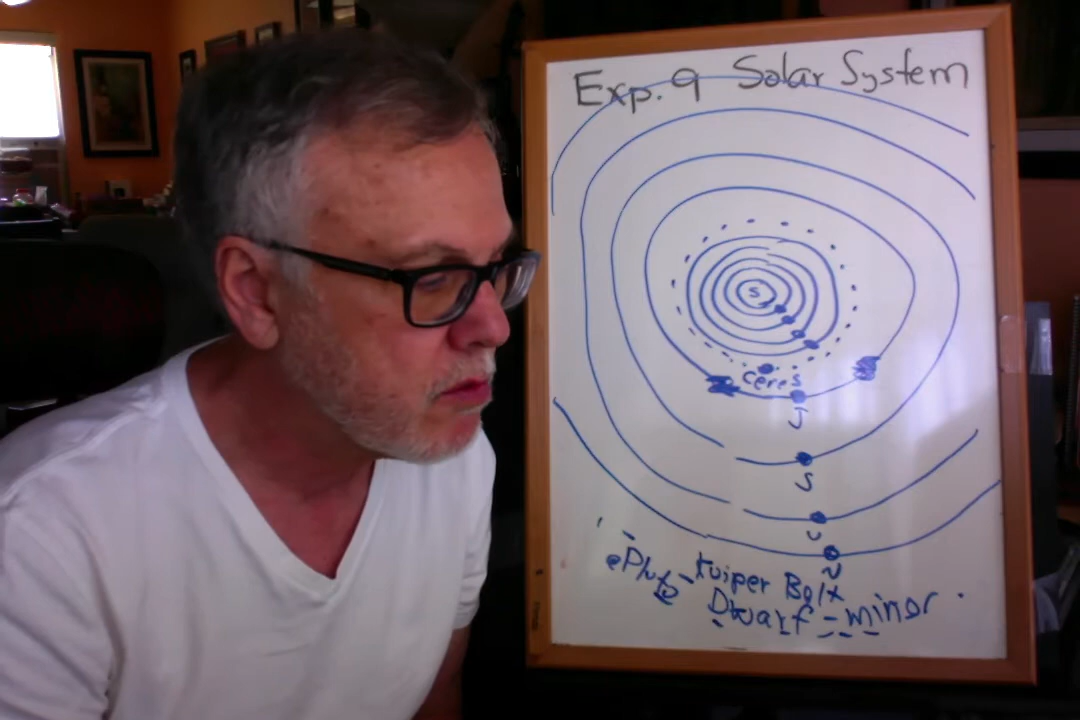 Exp. 9 Solar System
S
Ceres
J
S
U
N
Pluto - Kuiper Belt
Dwarf - minor